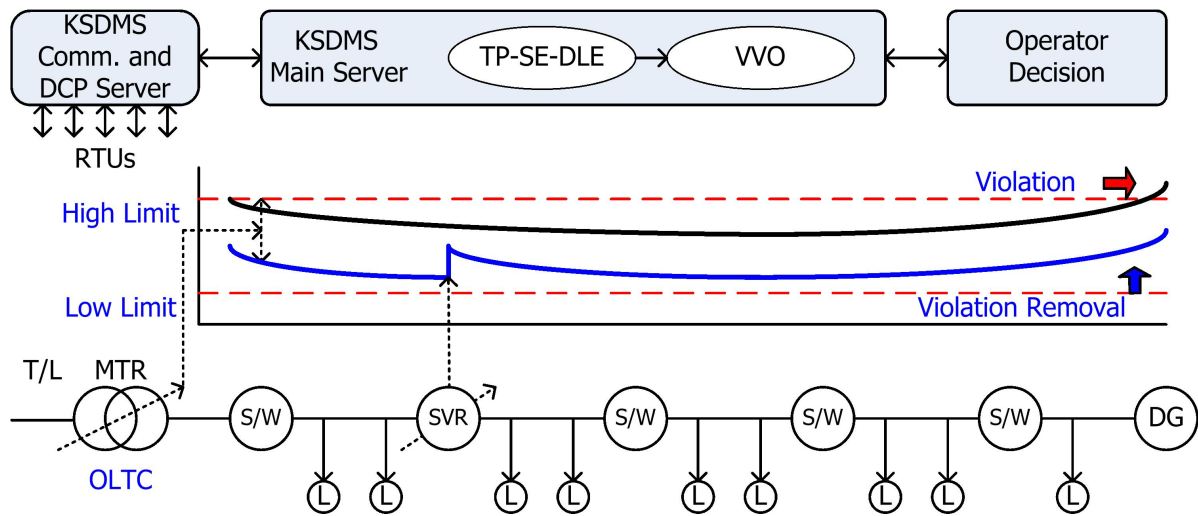 KSDMS
Comm. and
DCP Server
KSDMS
Main Server
TP-SE-DLE
VVO
Operator
Decision
RTUs
Violation
High Limit
Low Limit
Violation Removal
T/L
MTR
S/W
SVR
S/W
S/W
S/W
DG
OLTC
L
L
L
L
L
L
L
L
L